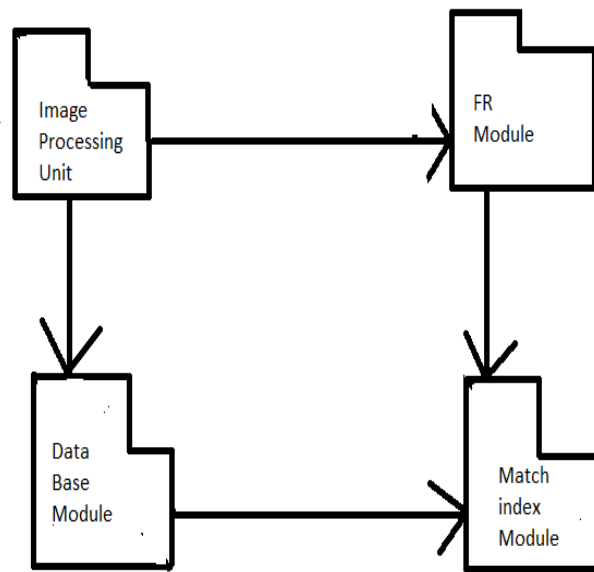 Image
Processing
Unit
FR
Module
Data
Base
Module
Match
index
Module